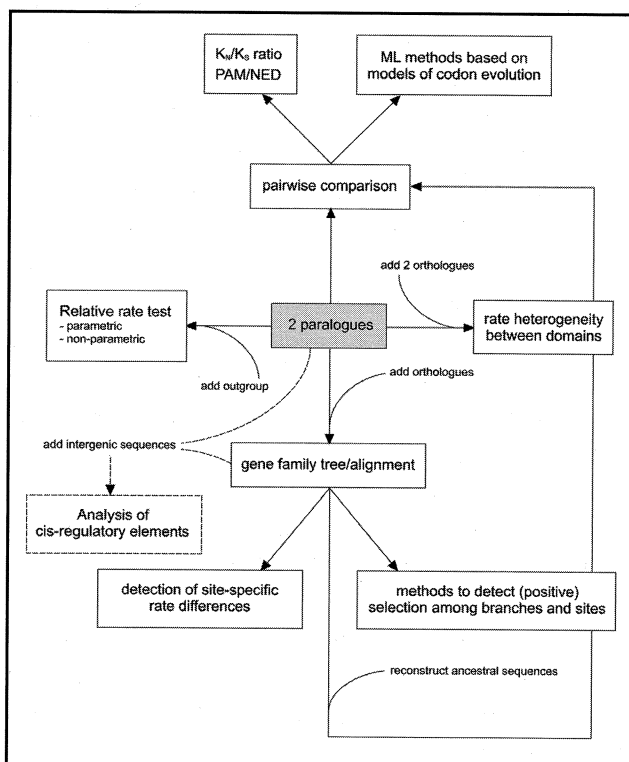 K_N/K_S ratio
PAM/NED
ML methods based on
models of codon evolution
pairwise comparison
add 2 orthologues
Relative rate test
- parametric
- non-parametric
2 paralogues
rate heterogeneity
between domains
add outgroup
add orthologues
add intergenic sequences
gene family tree/alignment
Analysis of
cis-regulatory elements
detection of site-specific
rate differences
methods to detect (positive)
selection among branches and sites
reconstruct ancestral sequences